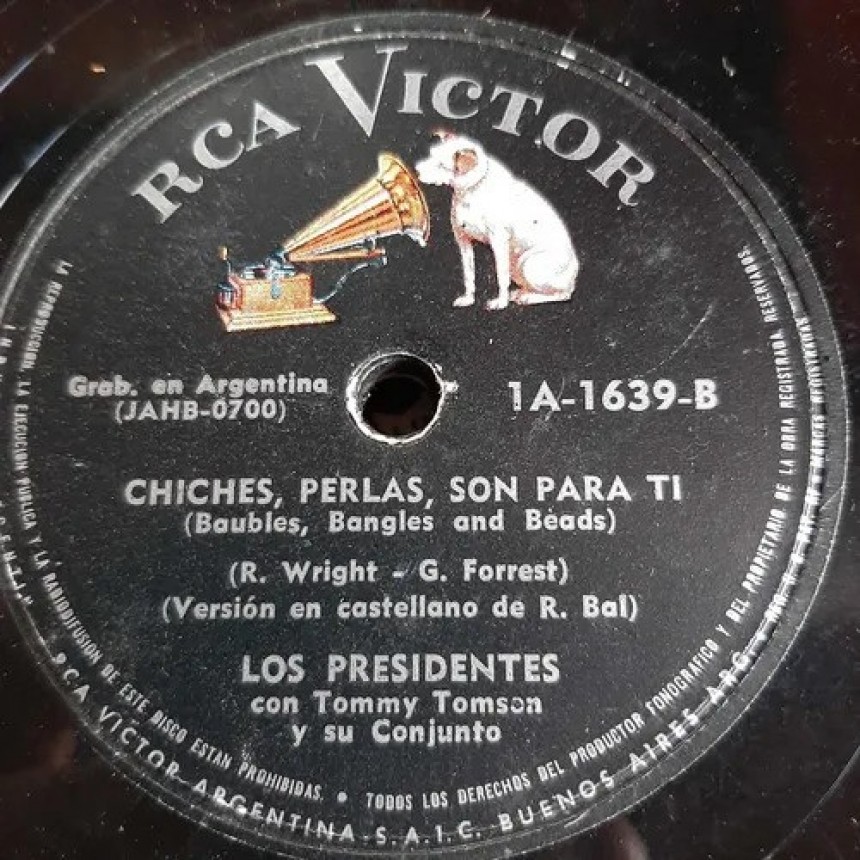 RCA VICTOR
Grab. en Argentina
(JAHB-0700)
1A-1639-B
CHICHES, PERLAS, SON PARA TI
(Baubles, Bangles and Beads)
(R. Wright - G. Forrest)
(Versión en castellano de R. Bal)
LOS PRESIDENTES
con Tommy Tomson
y su Conjunto
LA REPRODUCCION, LA EJECUCION PUBLICA Y LA RADIODIFUSION DE ESTE DISCO ESTAN PROHIBIDAS. • TODOS LOS DERECHOS DEL PRODUCTOR FONOGRAFICO Y DEL PROPIETARIO DE LA OBRA REGISTRADA, RESERVADOS.
RCA VICTOR ARGENTINA - S.A.I.C. BUENOS AIRES ARG.